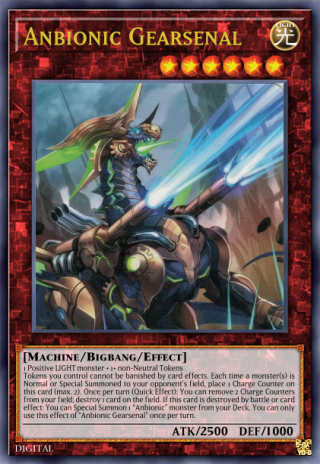 ANBIONIC GEARSENAL
LIGHT
光
[MACHINE/BIGBANG/EFFECT]
1 Positive LIGHT monster + 1+ non-Neutral Tokens
Tokens you control cannot be banished by card effects. Each time a monster(s) is
Normal or Special Summoned to your opponent's field, place 1 Charge Counter on
this card (max. 2). Once per turn (Quick Effect): You can remove 2 Charge Counters
from your field; destroy 1 card on the field. If this card is destroyed by battle or card
effect: You can Special Summon 1 "Anbionic" monster from your Deck. You can only
use this effect of "Anbionic Gearsenal" once per turn.
ATK/2500 DEF/1000
DIGITAL